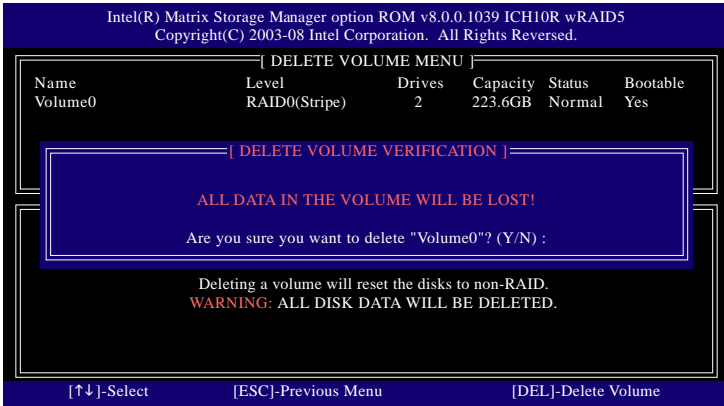 Intel(R) Matrix Storage Manager option ROM v8.0.0.1039 ICH10R wRAID5
Copyright(C) 2003-08 Intel Corporation. All Rights Reversed.
[ DELETE VOLUME MENU ]
Name Level Drives Capacity Status Bootable
Volume0 RAID0(Stripe) 2 223.6GB Normal Yes
[ DELETE VOLUME VERIFICATION ]
ALL DATA IN THE VOLUME WILL BE LOST!
Are you sure you want to delete "Volume0"? (Y/N) :
Deleting a volume will reset the disks to non-RAID.
WARNING: ALL DISK DATA WILL BE DELETED.
[↑↓]-Select [ESC]-Previous Menu [DEL]-Delete Volume